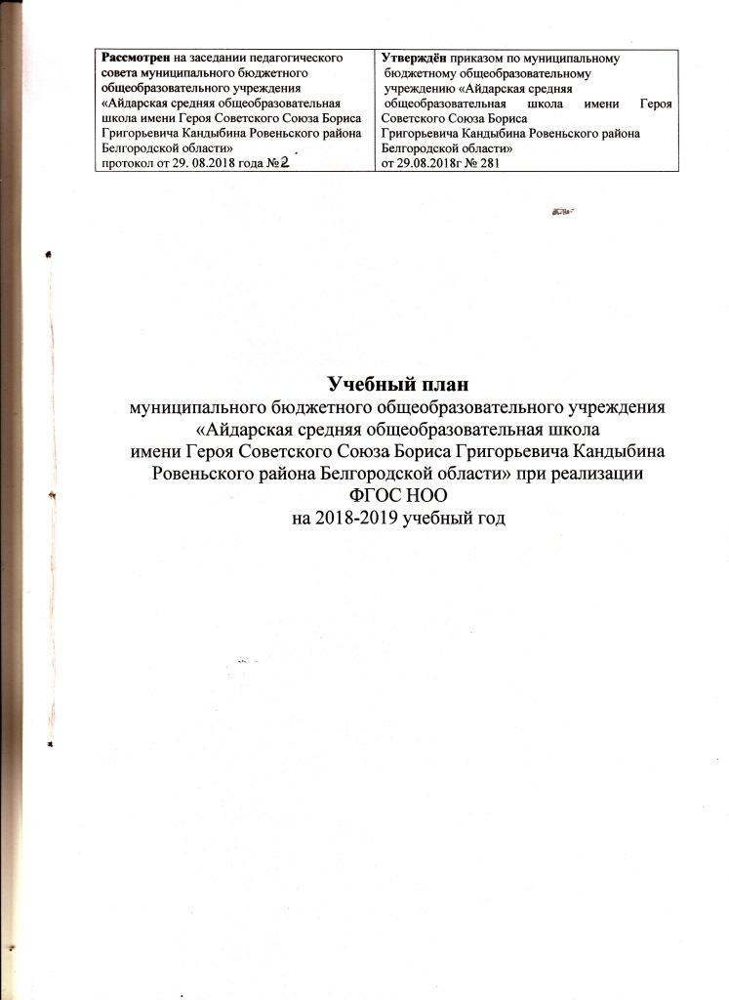 Рассмотрен на заседании педагогического
совета муниципального бюджетного
общеобразовательного учреждения
«Айдарская средняя общеобразовательная
школа имени Героя Советского Союза Бориса
Григорьевича Кандыбина Ровеньского района
Белгородской области»
протокол от 29. 08.2018 года №2
Утверждён приказом по муниципальному
бюджетному общеобразовательному
учреждению «Айдарская средняя
общеобразовательная школа имени Героя
Советского Союза Бориса
Григорьевича Кандыбина Ровеньского района
Белгородской области»
от 29.08.2018г № 281
Учебный план
муниципального бюджетного общеобразовательного учреждения
«Айдарская средняя общеобразовательная школа
имени Героя Советского Союза Бориса Григорьевича Кандыбина
Ровеньского района Белгородской области» при реализации
ФГОС НОО
на 2018-2019 учебный год